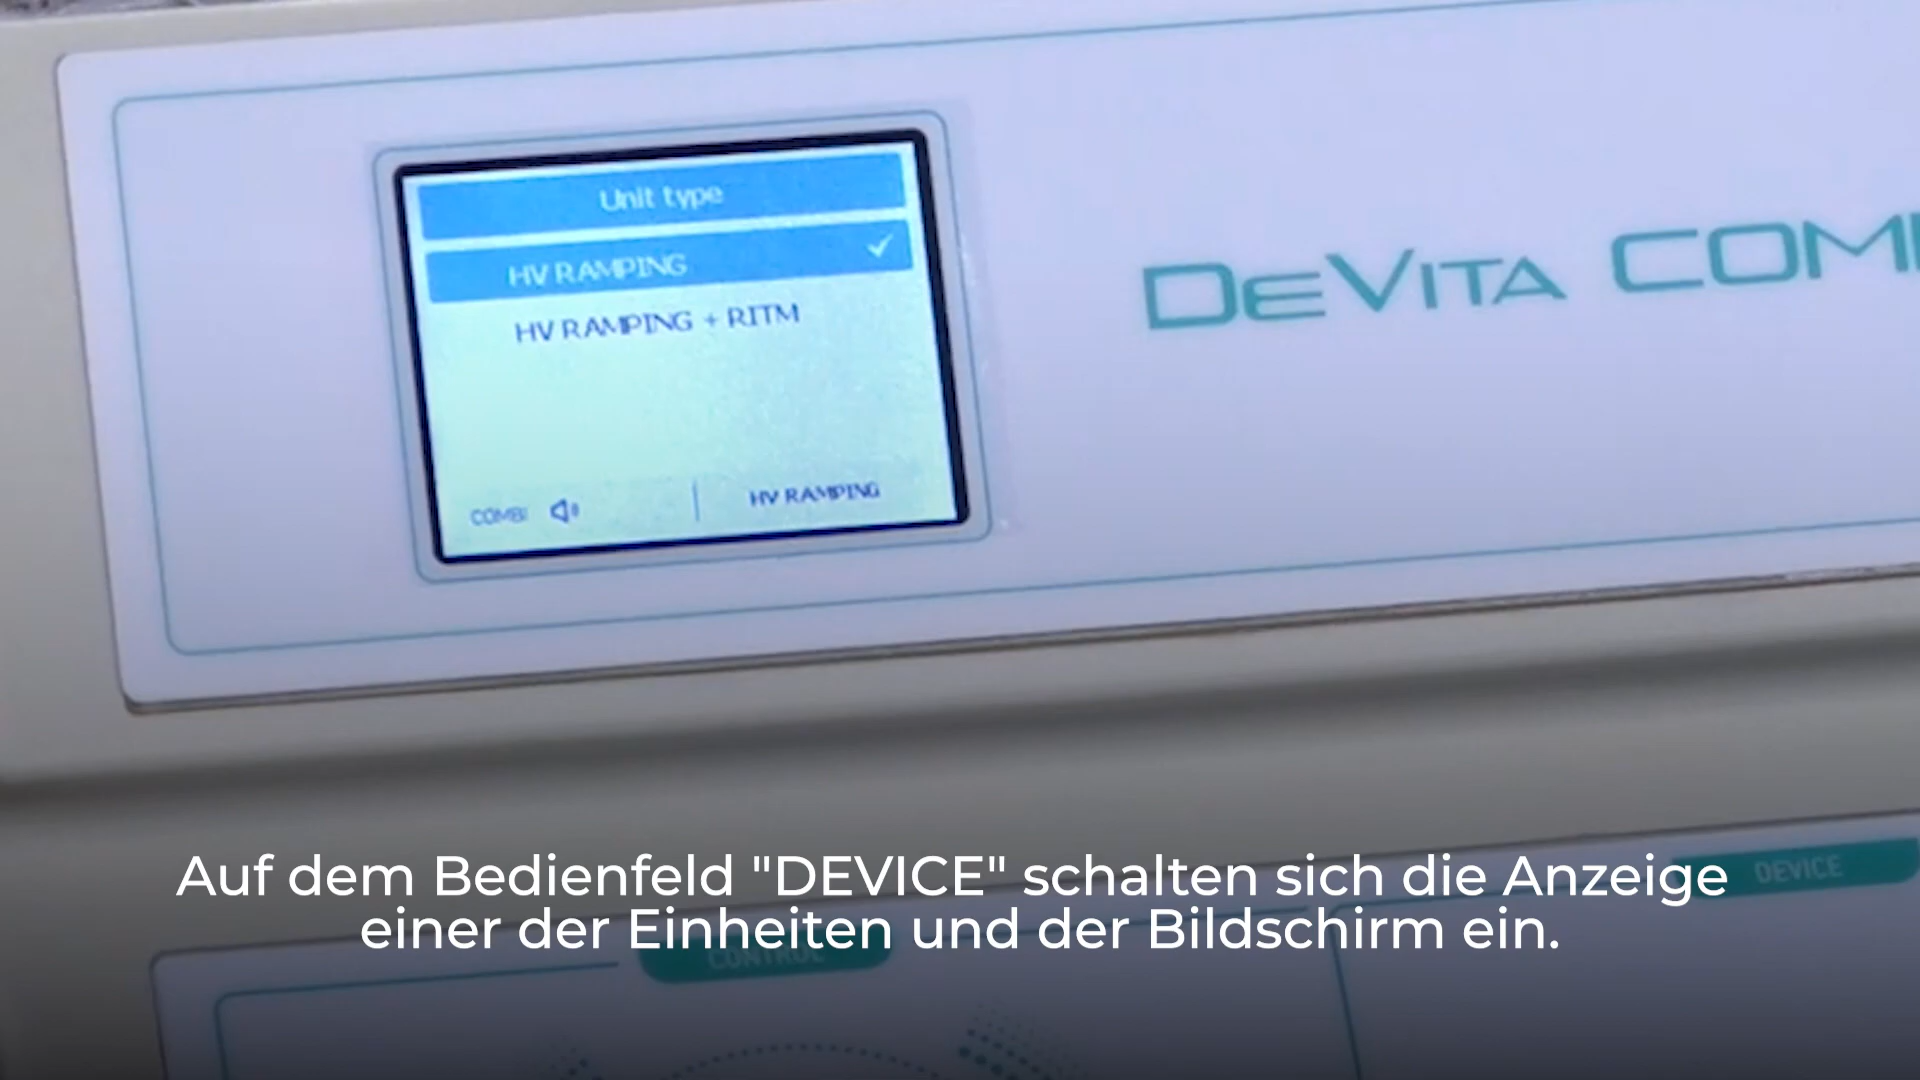 Unit type
HV RAMPING
HV RAMPING + RITM
COMBI
HV RAMPING
DEVITA
DEVICE
Auf dem Bedienfeld "DEVICE" schalten sich die Anzeige
einer der Einheiten und der Bildschirm ein.
CONTROL